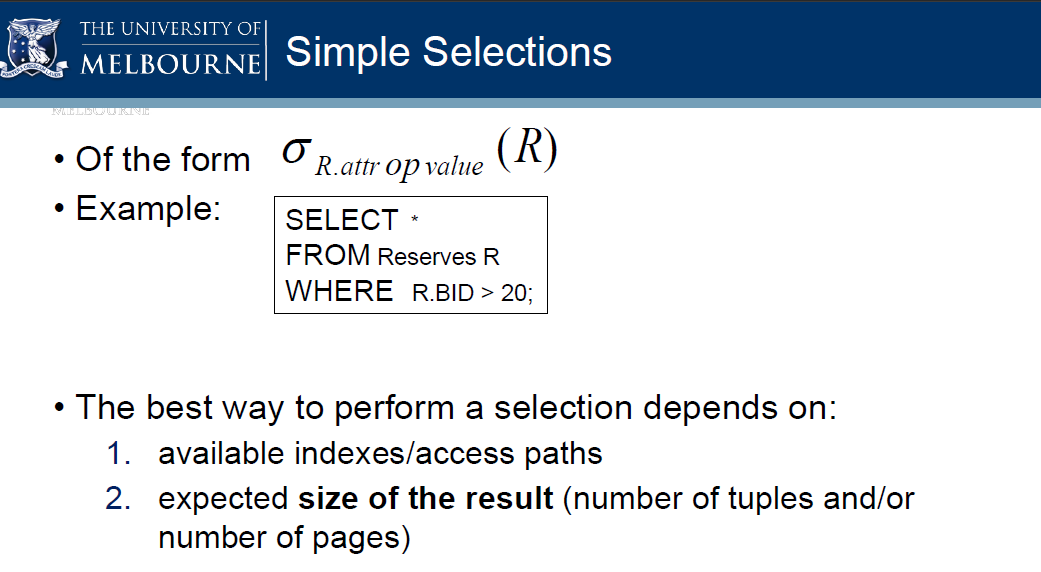 THE UNIVERSITY OF
MELBOURNE
Simple Selections
MELBOURNE
• Of the form σ R.attr op value (R)
• Example:
SELECT *
FROM Reserves R
WHERE R.BID > 20;
• The best way to perform a selection depends on:
1. available indexes/access paths
2. expected size of the result (number of tuples and/or
number of pages)